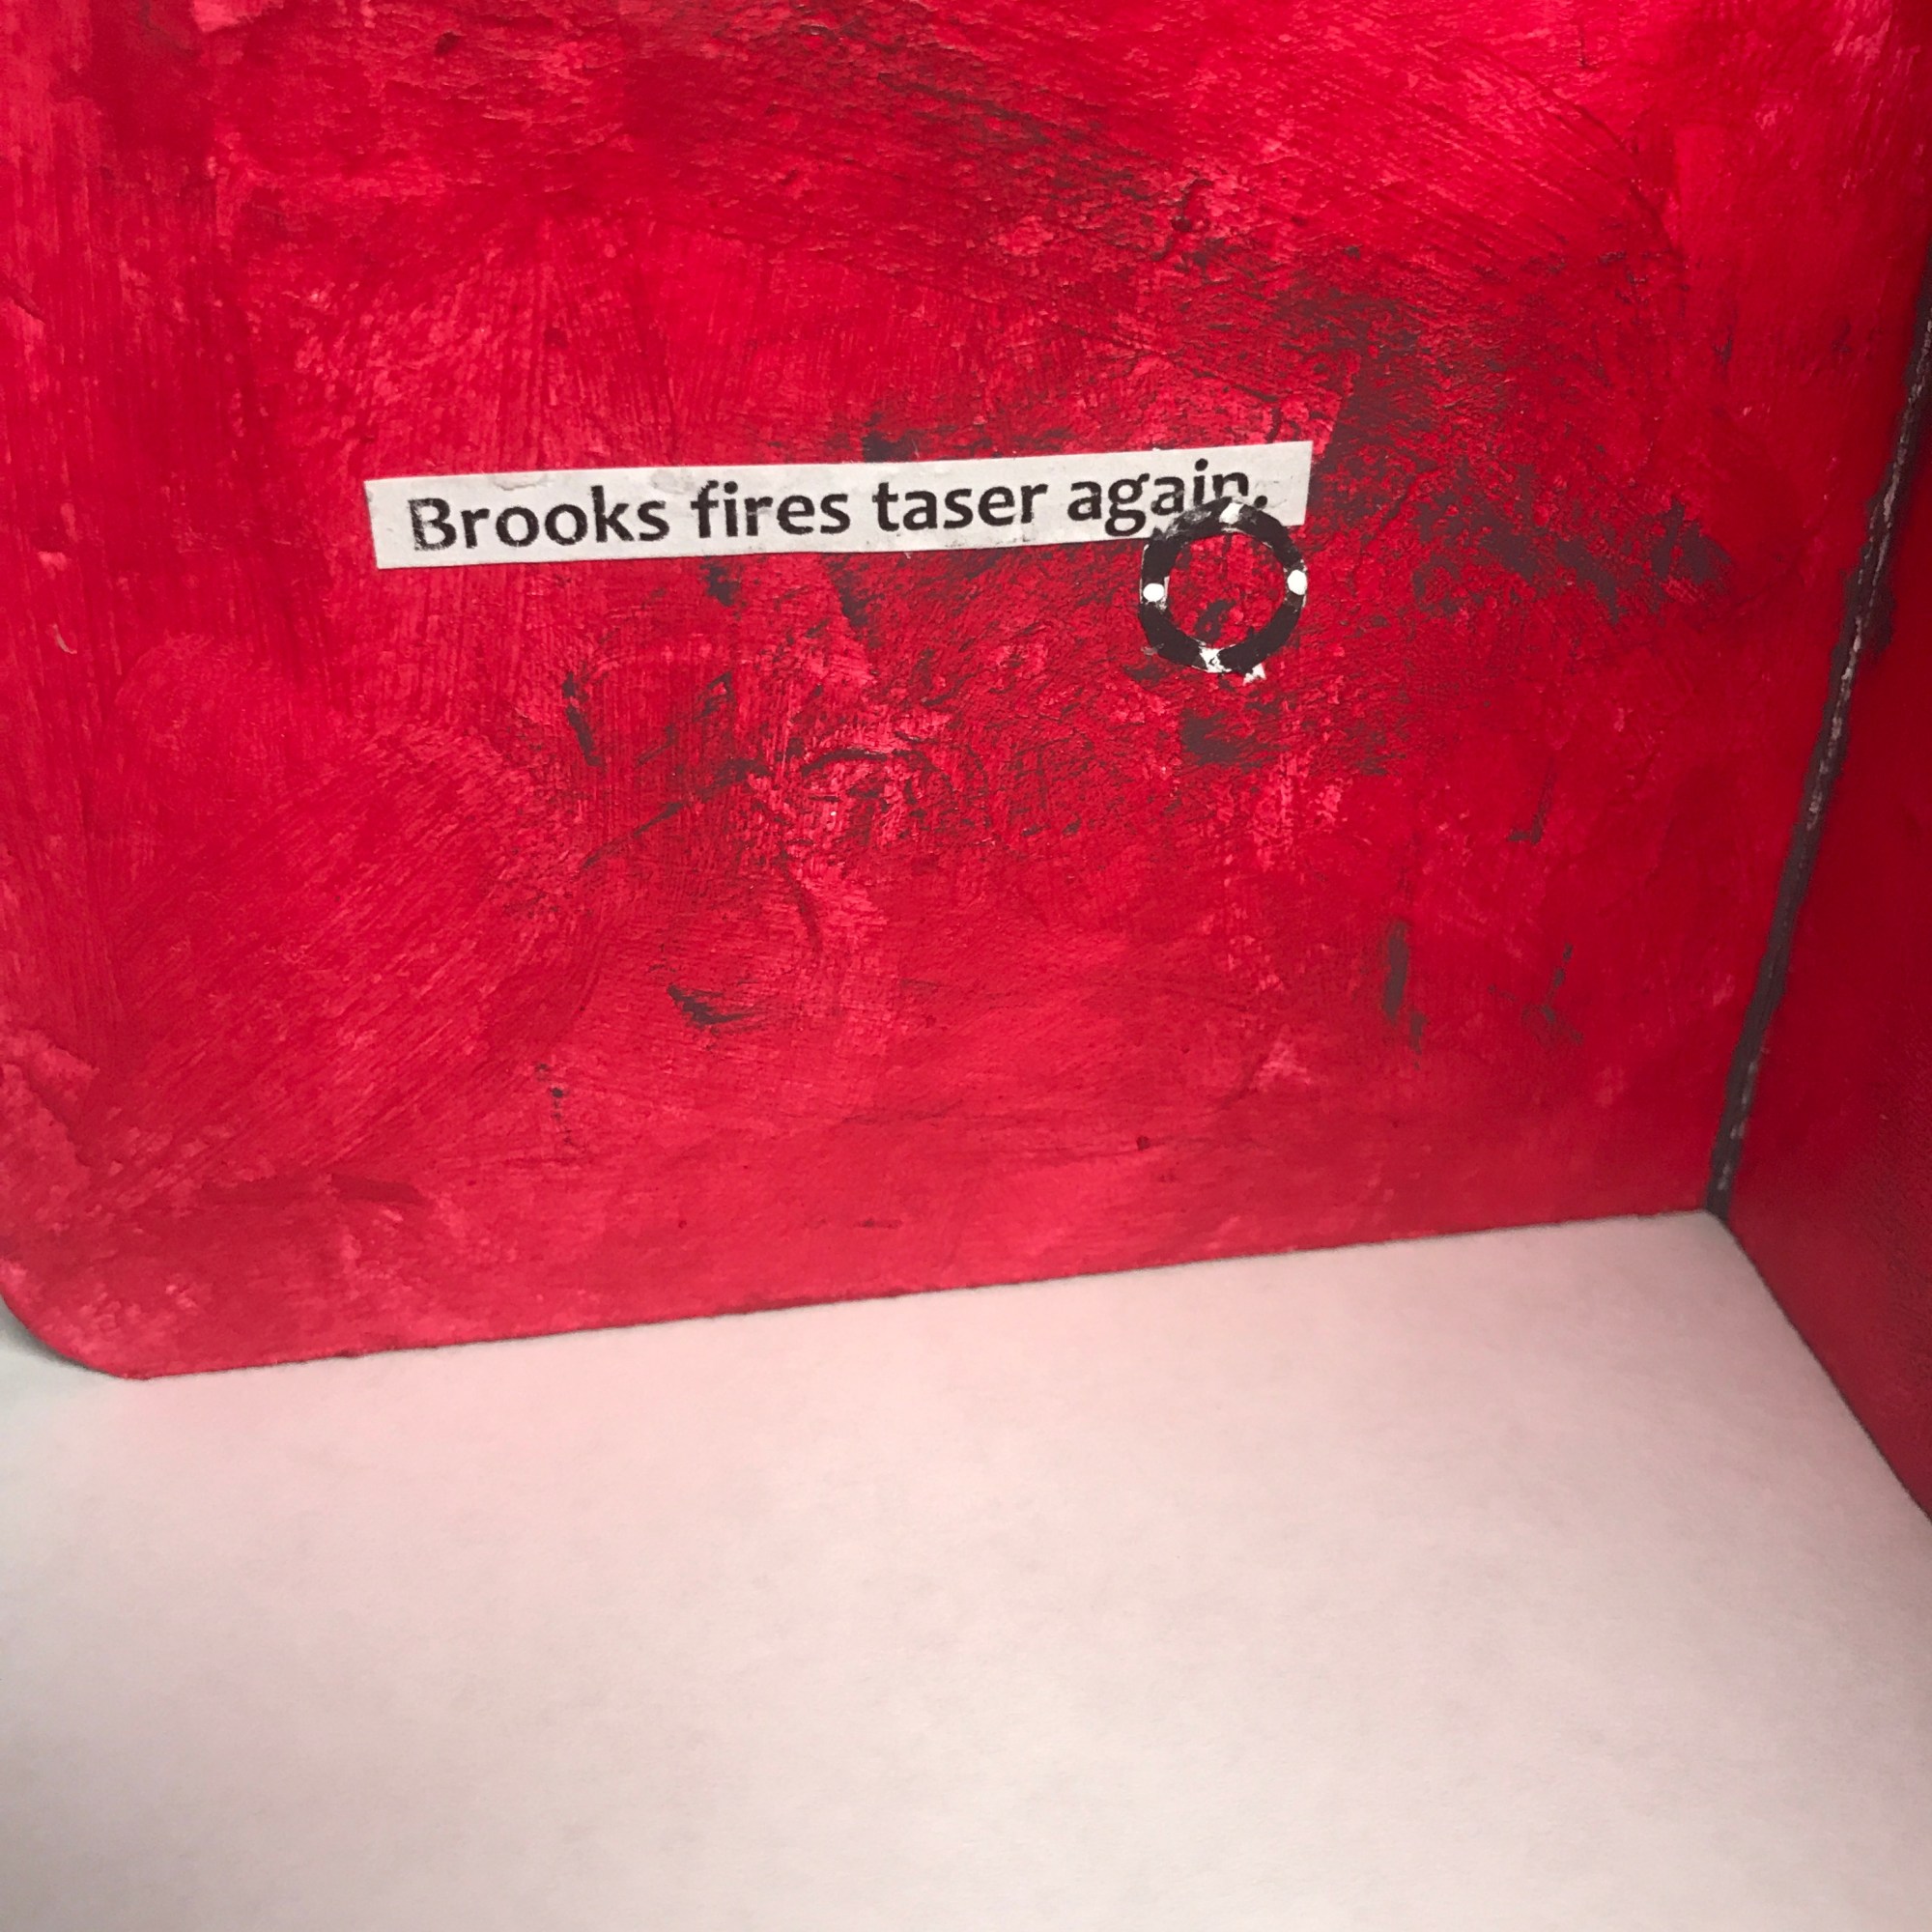 Brooks fires taser again.